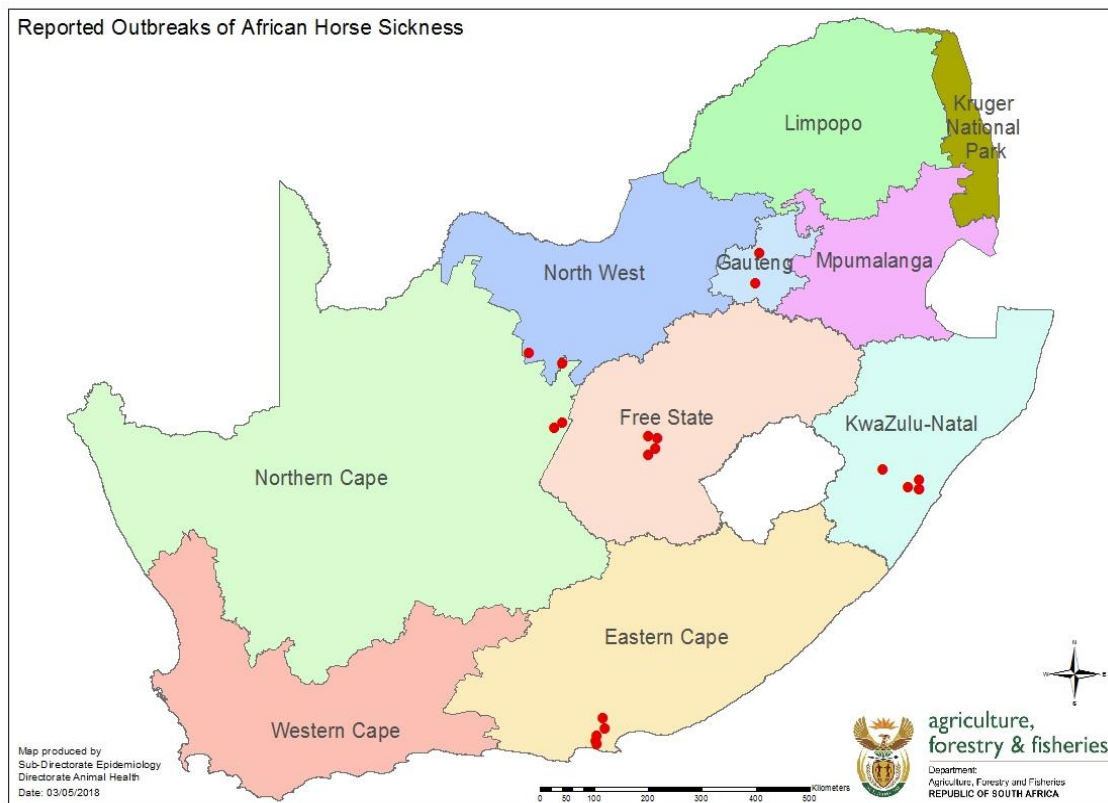 Reported Outbreaks of African Horse Sickness
Limpopo
Kruger
National
Park
North West
Gauteng
Mpumalanga
Free State
KwaZulu-Natal
Northern Cape
Eastern Cape
Western Cape
N
W
E
S
agriculture,
forestry & fisheries
Department:
Agriculture, Forestry and Fisheries
REPUBLIC OF SOUTH AFRICA
Map produced by
Sub-Directorate Epidemiology
Directorate Animal Health
Date: 03/05/2018
Kilometers
0 50 100 200 300 400 500